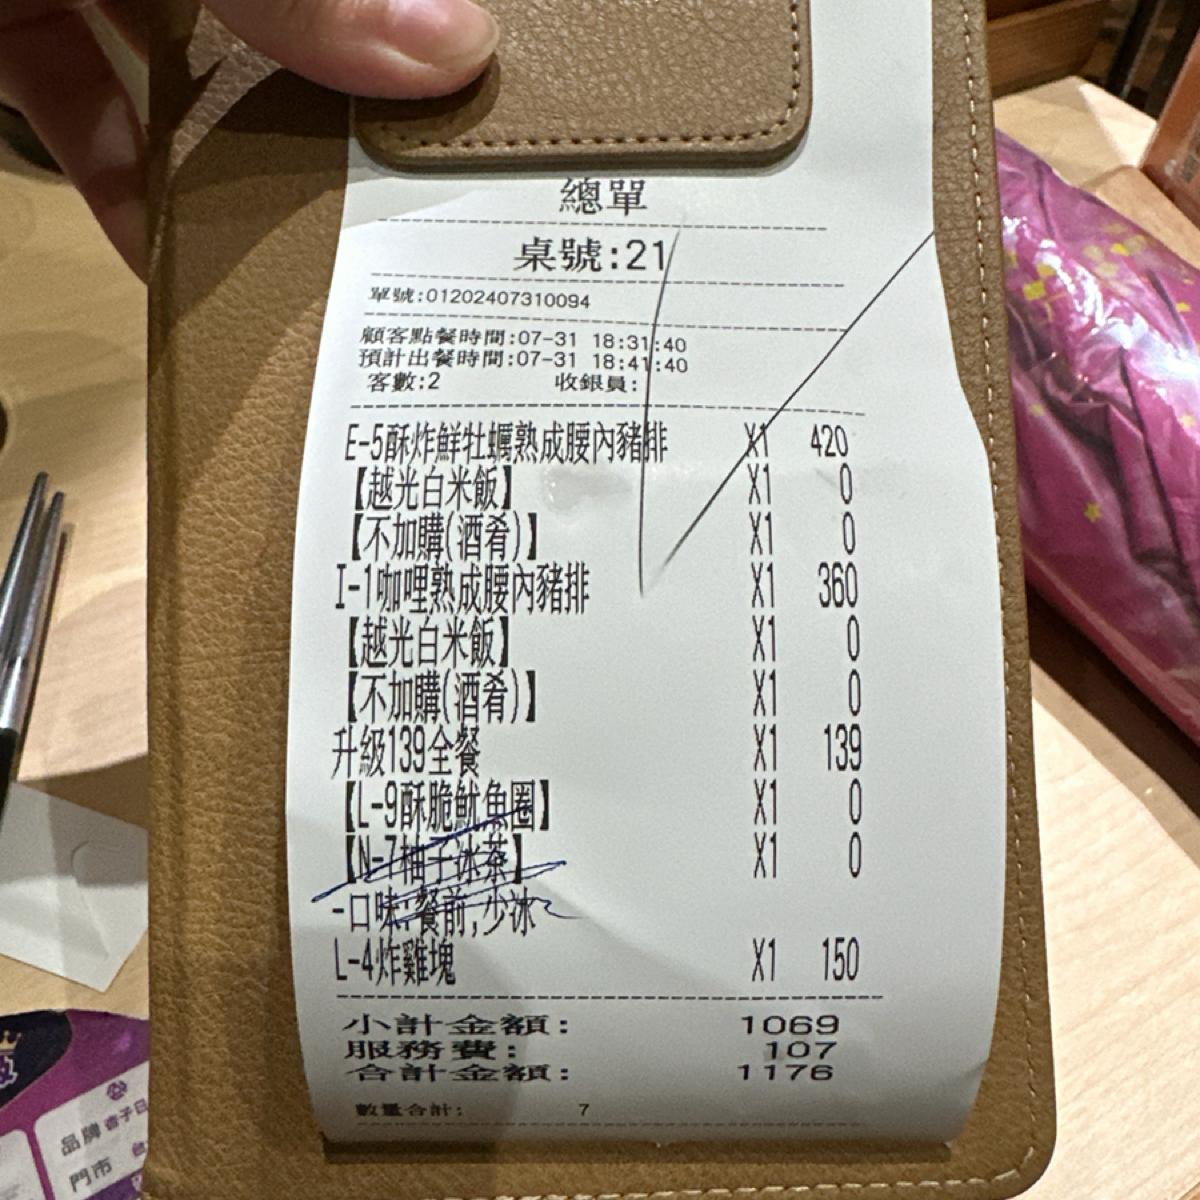 總單
桌號:21
單號:01202407310094
顧客點餐時間:07-31 18:31:40
預計出餐時間:07-31 18:41:40
客數:2 收銀員:
E-5酥炸鮮牡蠣熟成腰內豬排 X1 420
【越光白米飯】 X1 0
【不加購(酒肴)】 X1 0
I-1咖哩熟成腰內豬排 X1 360
【越光白米飯】 X1 0
【不加購(酒肴)】 X1 0
升級139全餐 X1 139
【L-9酥脆魷魚圈】 X1 0
【N-7柚子冰茶】 X1 0
-口味:餐前,少冰
L-4炸雞塊 X1 150
小計金額: 1069
服務費: 107
合計金額: 1176
數量合計: 7
品牌 杏子日
門市